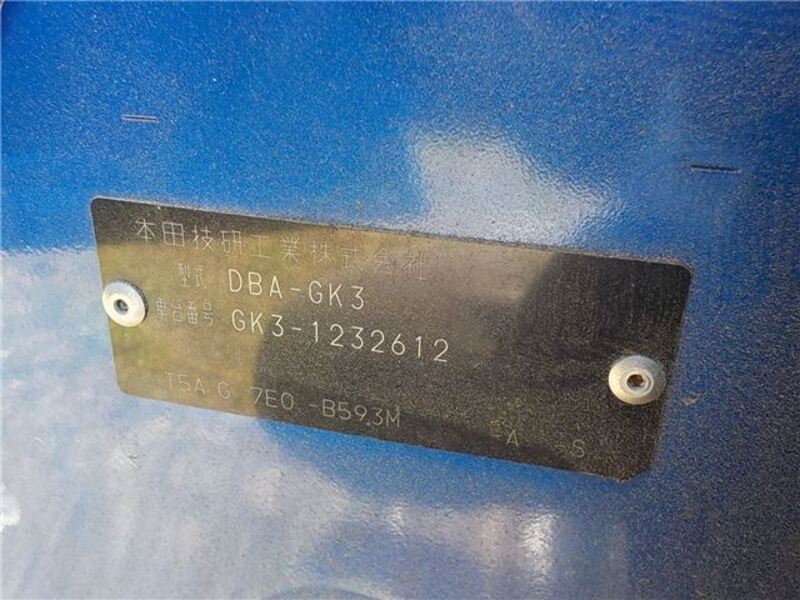 本田技研工業株式会社
型式 DBA-GK3
車台番号 GK3-1232612
T5A G 7E0 -B593M -A -S